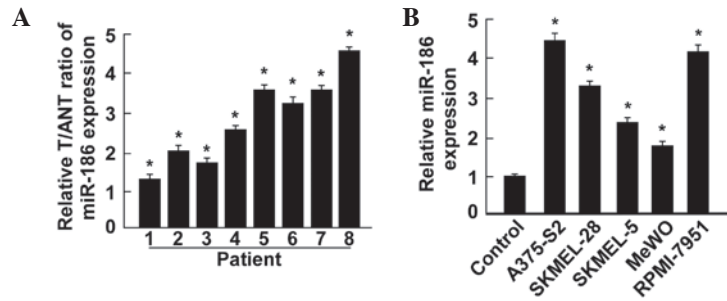 A
Relative T/ANT ratio of
miR-186 expression
5
4
3
2
1
0
* * * * * * * *
1 2 3 4 5 6 7 8
Patient
B
Relative miR-186
expression
5
4
3
2
1
0
* * * * *
Control
A375-S2
SKMEL-28
SKMEL-5
MeWO
RPMI-7951